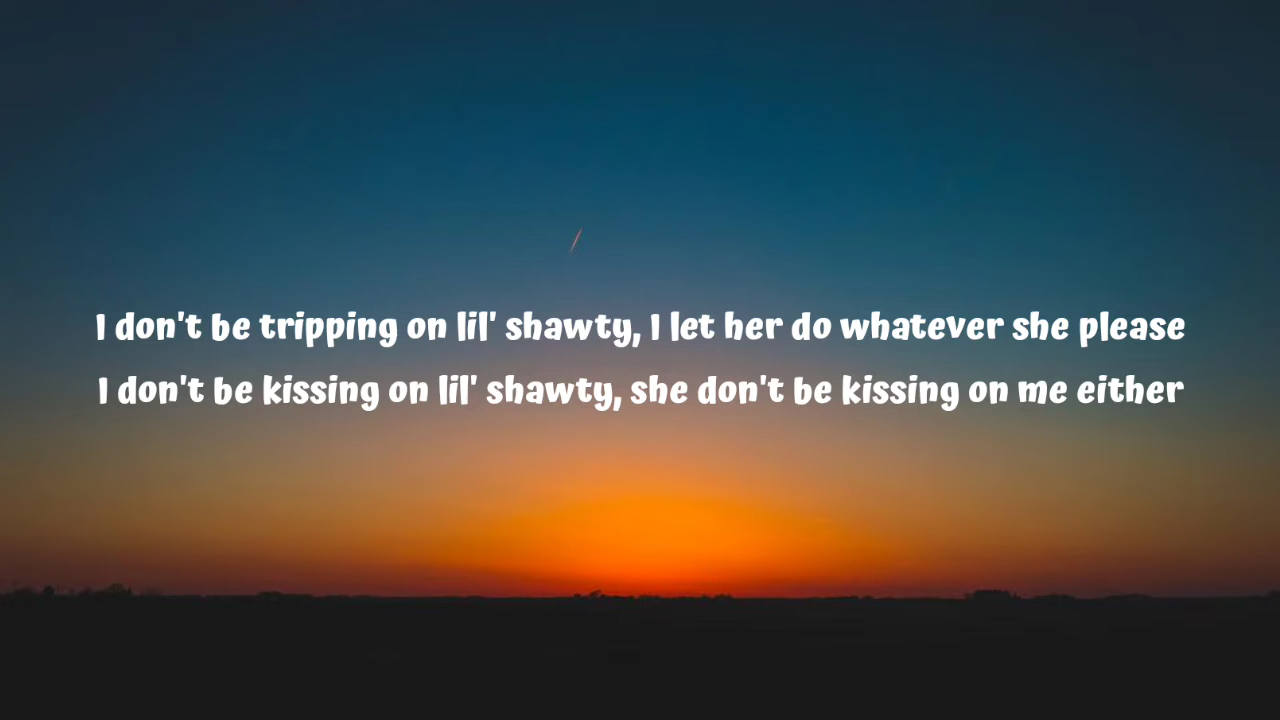 I don't be tripping on lil' shawty, I let her do whatever she please
I don't be kissing on lil' shawty, she don't be kissing on me either